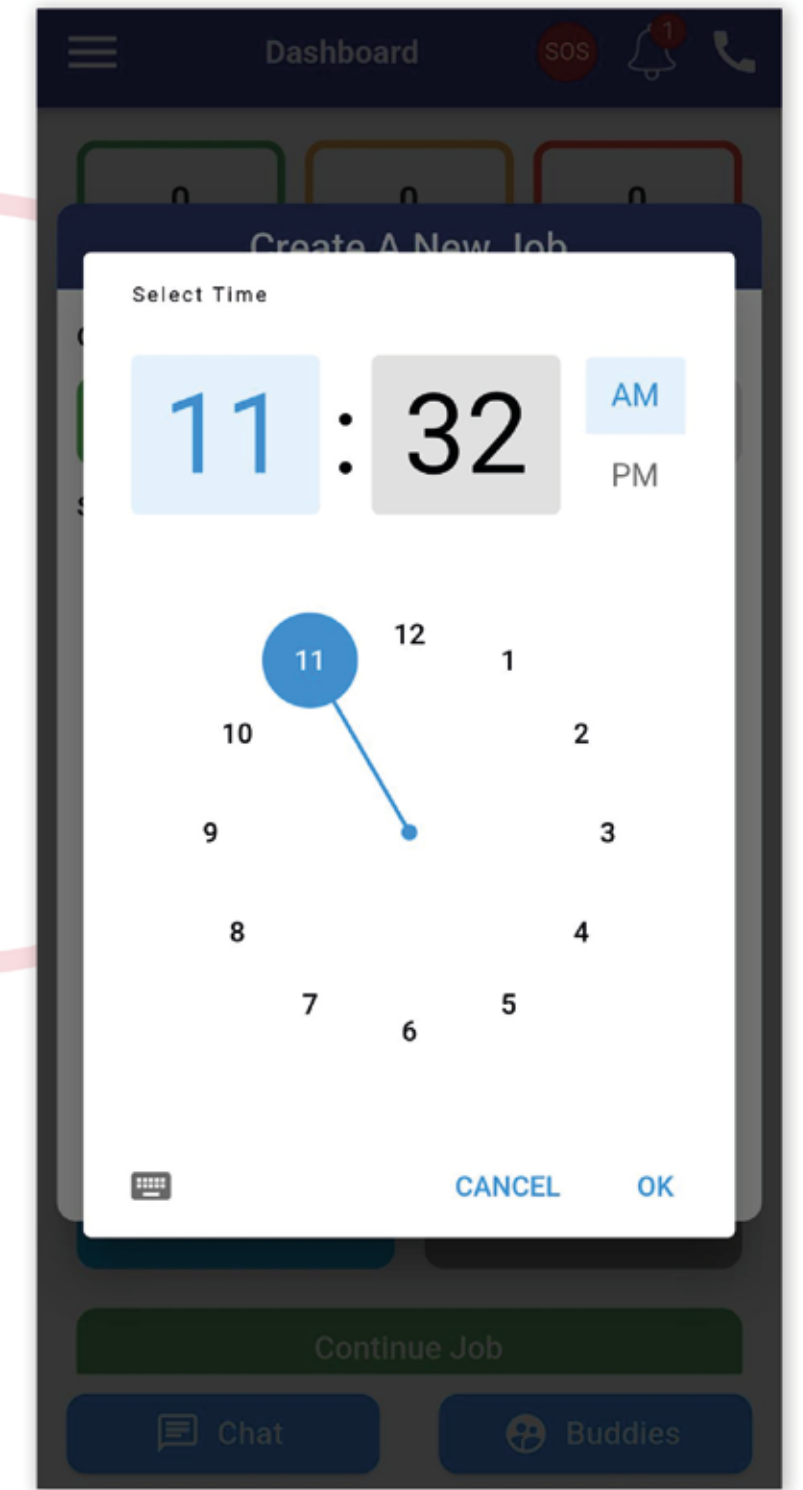 Dashboard SOS 1
0 0 0
Create A New Job
Select Time
11 : 32 AM
PM
12
11 1
10 2
9 3
8 4
7 5
6
CANCEL OK
Continue Job
Chat Buddies